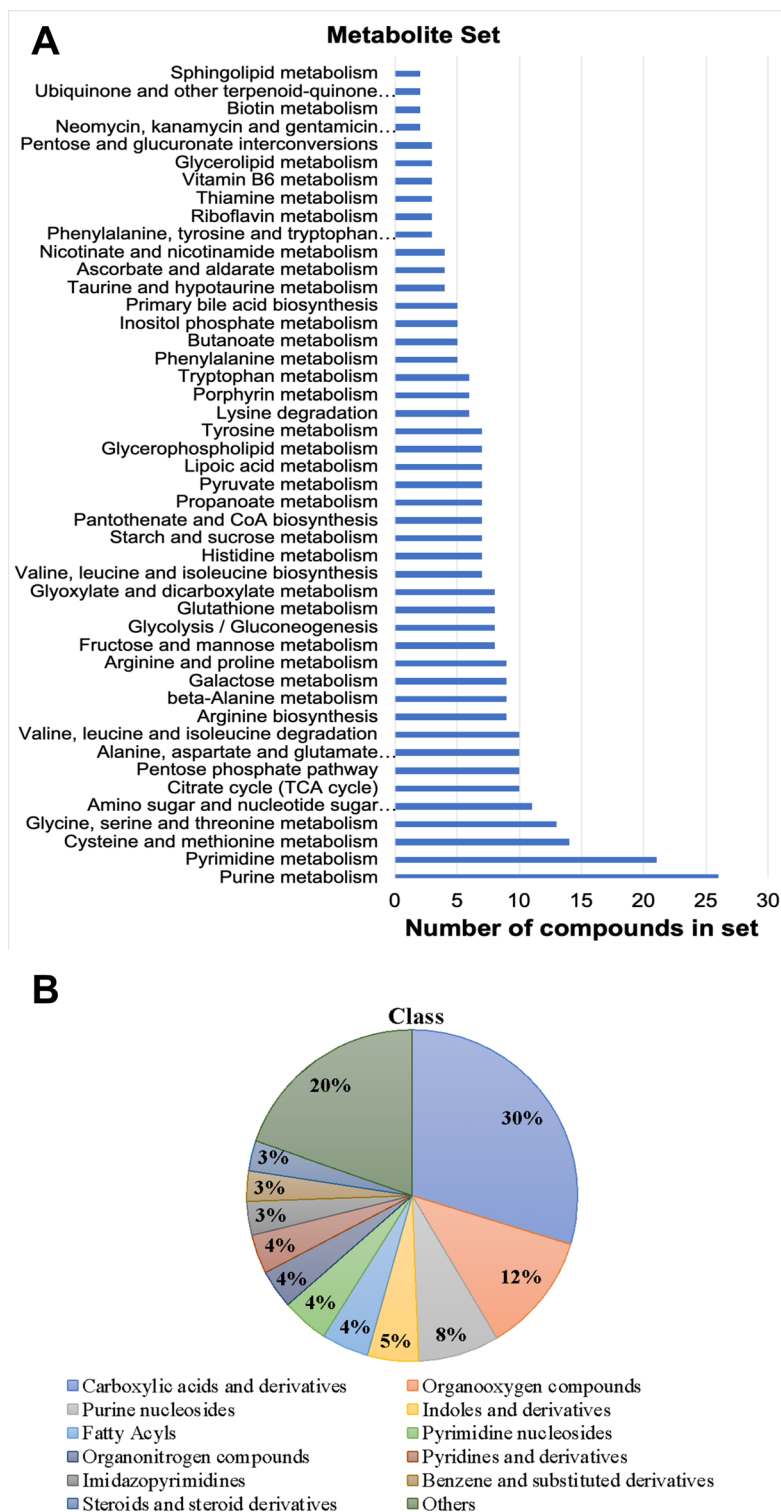 A
Metabolite Set
Sphingolipid metabolism
Ubiquinone and other terpenoid-quinone…
Biotin metabolism
Neomycin, kanamycin and gentamicin…
Pentose and glucuronate interconversions
Glycerolipid metabolism
Vitamin B6 metabolism
Thiamine metabolism
Riboflavin metabolism
Phenylalanine, tyrosine and tryptophan…
Nicotinate and nicotinamide metabolism
Ascorbate and aldarate metabolism
Taurine and hypotaurine metabolism
Primary bile acid biosynthesis
Inositol phosphate metabolism
Butanoate metabolism
Phenylalanine metabolism
Tryptophan metabolism
Porphyrin metabolism
Lysine degradation
Tyrosine metabolism
Glycerophospholipid metabolism
Lipoic acid metabolism
Pyruvate metabolism
Propanoate metabolism
Pantothenate and CoA biosynthesis
Starch and sucrose metabolism
Histidine metabolism
Valine, leucine and isoleucine biosynthesis
Glyoxylate and dicarboxylate metabolism
Glutathione metabolism
Glycolysis / Gluconeogenesis
Fructose and mannose metabolism
Arginine and proline metabolism
Galactose metabolism
beta-Alanine metabolism
Arginine biosynthesis
Valine, leucine and isoleucine degradation
Alanine, aspartate and glutamate…
Pentose phosphate pathway
Citrate cycle (TCA cycle)
Amino sugar and nucleotide sugar…
Glycine, serine and threonine metabolism
Cysteine and methionine metabolism
Pyrimidine metabolism
Purine metabolism
0 5 10 15 20 25 30
Number of compounds in set
B
Class
20%
30%
3%
3%
3%
4%
4%
4%
4%
5%
8%
12%
Carboxylic acids and derivatives
Organooxygen compounds
Purine nucleosides
Indoles and derivatives
Fatty Acyls
Pyrimidine nucleosides
Organonitrogen compounds
Pyridines and derivatives
Imidazopyrimidines
Benzene and substituted derivatives
Steroids and steroid derivatives
Others